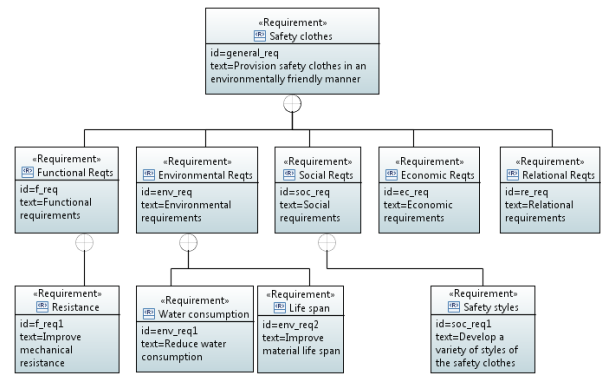 «Requirement»
Safety clothes
id=general_req
text=Provision safety clothes in an
environmentally friendly manner
«Requirement»
Functional Reqts
id=f_req
text=Functional
requirements
«Requirement»
Environmental Reqts
id=env_req
text=Environmental
requirements
«Requirement»
Social Reqts
id=soc_req
text=Social
requirements
«Requirement»
Economic Reqts
id=ec_req
text=Economic
requirements
«Requirement»
Relational Reqts
id=re_req
text=Relational
requirements
«Requirement»
Resistance
id=f_req1
text=Improve
mechanical
resistance
«Requirement»
Water consumption
id=env_req1
text=Reduce water
consumption
«Requirement»
Life span
id=env_req2
text=Improve
material life span
«Requirement»
Safety styles
id=soc_req1
text=Develop a
variety of styles of
the safety clothes